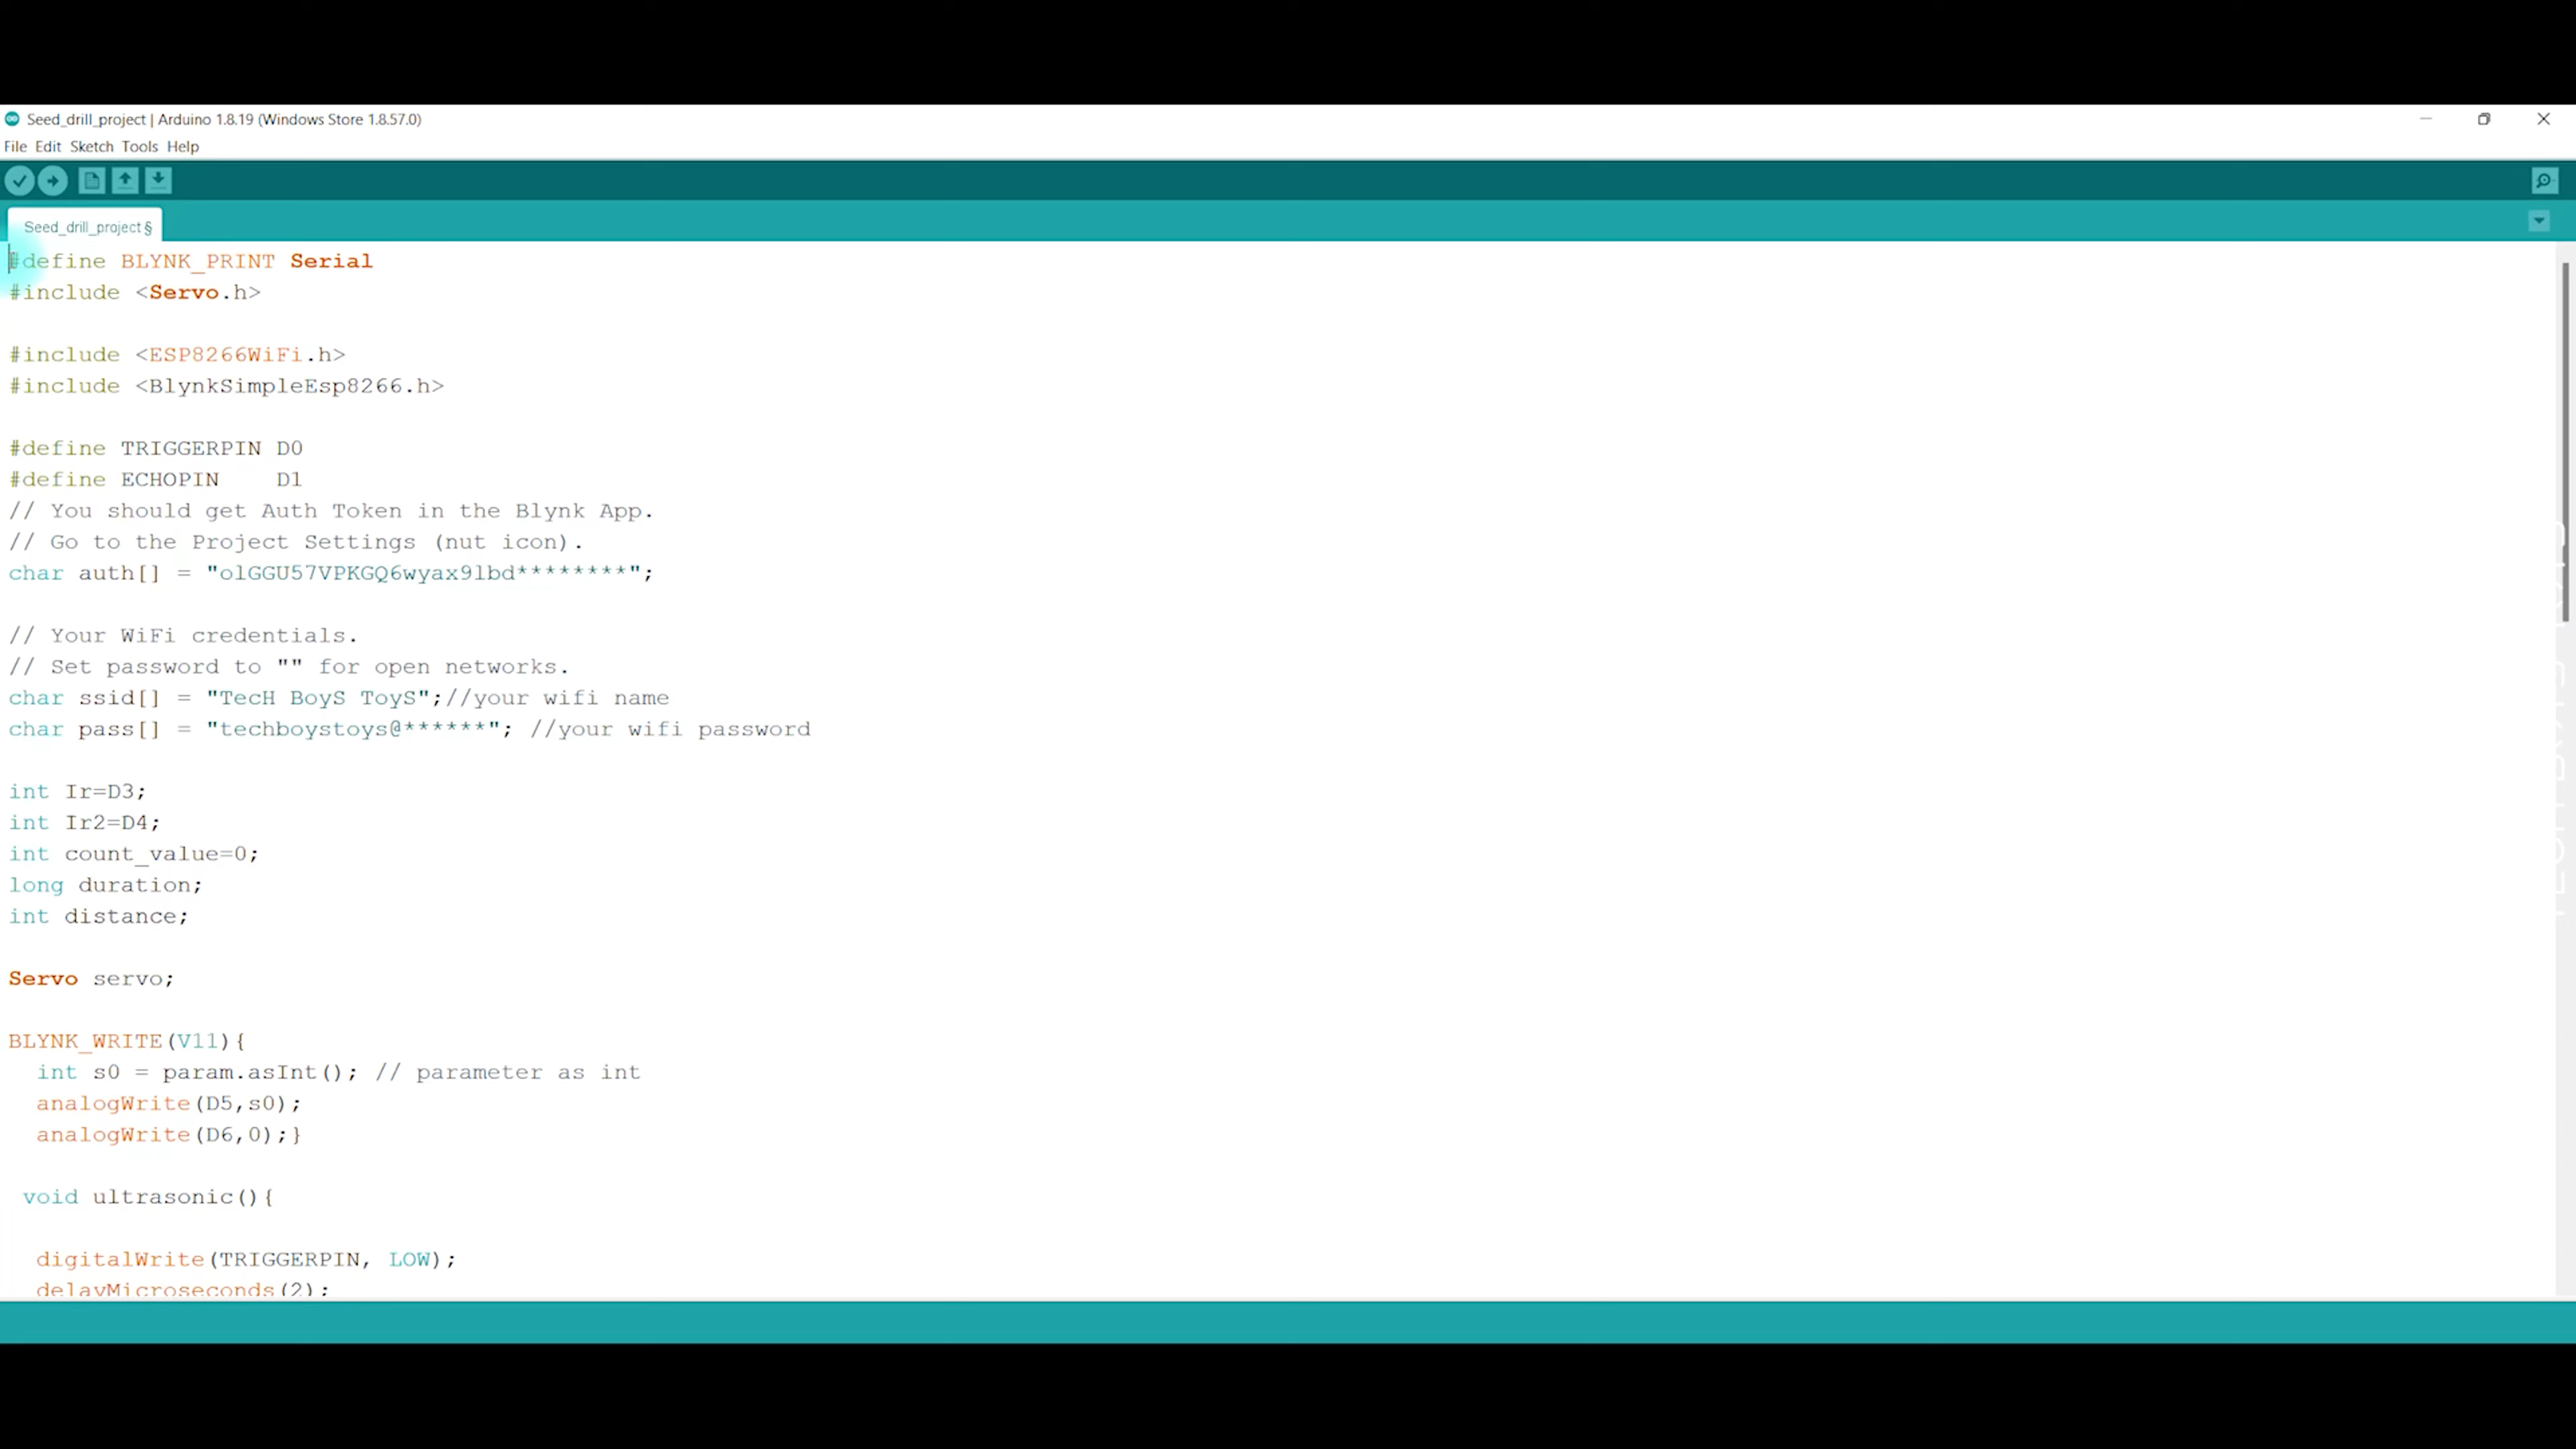 Seed_drill_project | Arduino 1.8.19 (Windows Store 1.8.57.0)
File Edit Sketch Tools Help
Seed_drill_project §
#define BLYNK_PRINT Serial
#include <Servo.h>
#include <ESP8266WiFi.h>
#include <BlynkSimpleEsp8266.h>
#define TRIGGERPIN D0
#define ECHOPIN    D1
// You should get Auth Token in the Blynk App.
// Go to the Project Settings (nut icon).
char auth[] = "olGGU57VPKGQ6wyax9lbd********";
// Your WiFi credentials.
// Set password to "" for open networks.
char ssid[] = "TecH BoyS ToyS";//your wifi name
char pass[] = "techboystoys@******"; //your wifi password
int Ir=D3;
int Ir2=D4;
int count_value=0;
long duration;
int distance;
Servo servo;
BLYNK_WRITE(V11){
  int s0 = param.asInt(); // parameter as int
  analogWrite(D5,s0);
  analogWrite(D6,0);}
 void ultrasonic(){
  digitalWrite(TRIGGERPIN, LOW);
  delayMicroseconds(2);